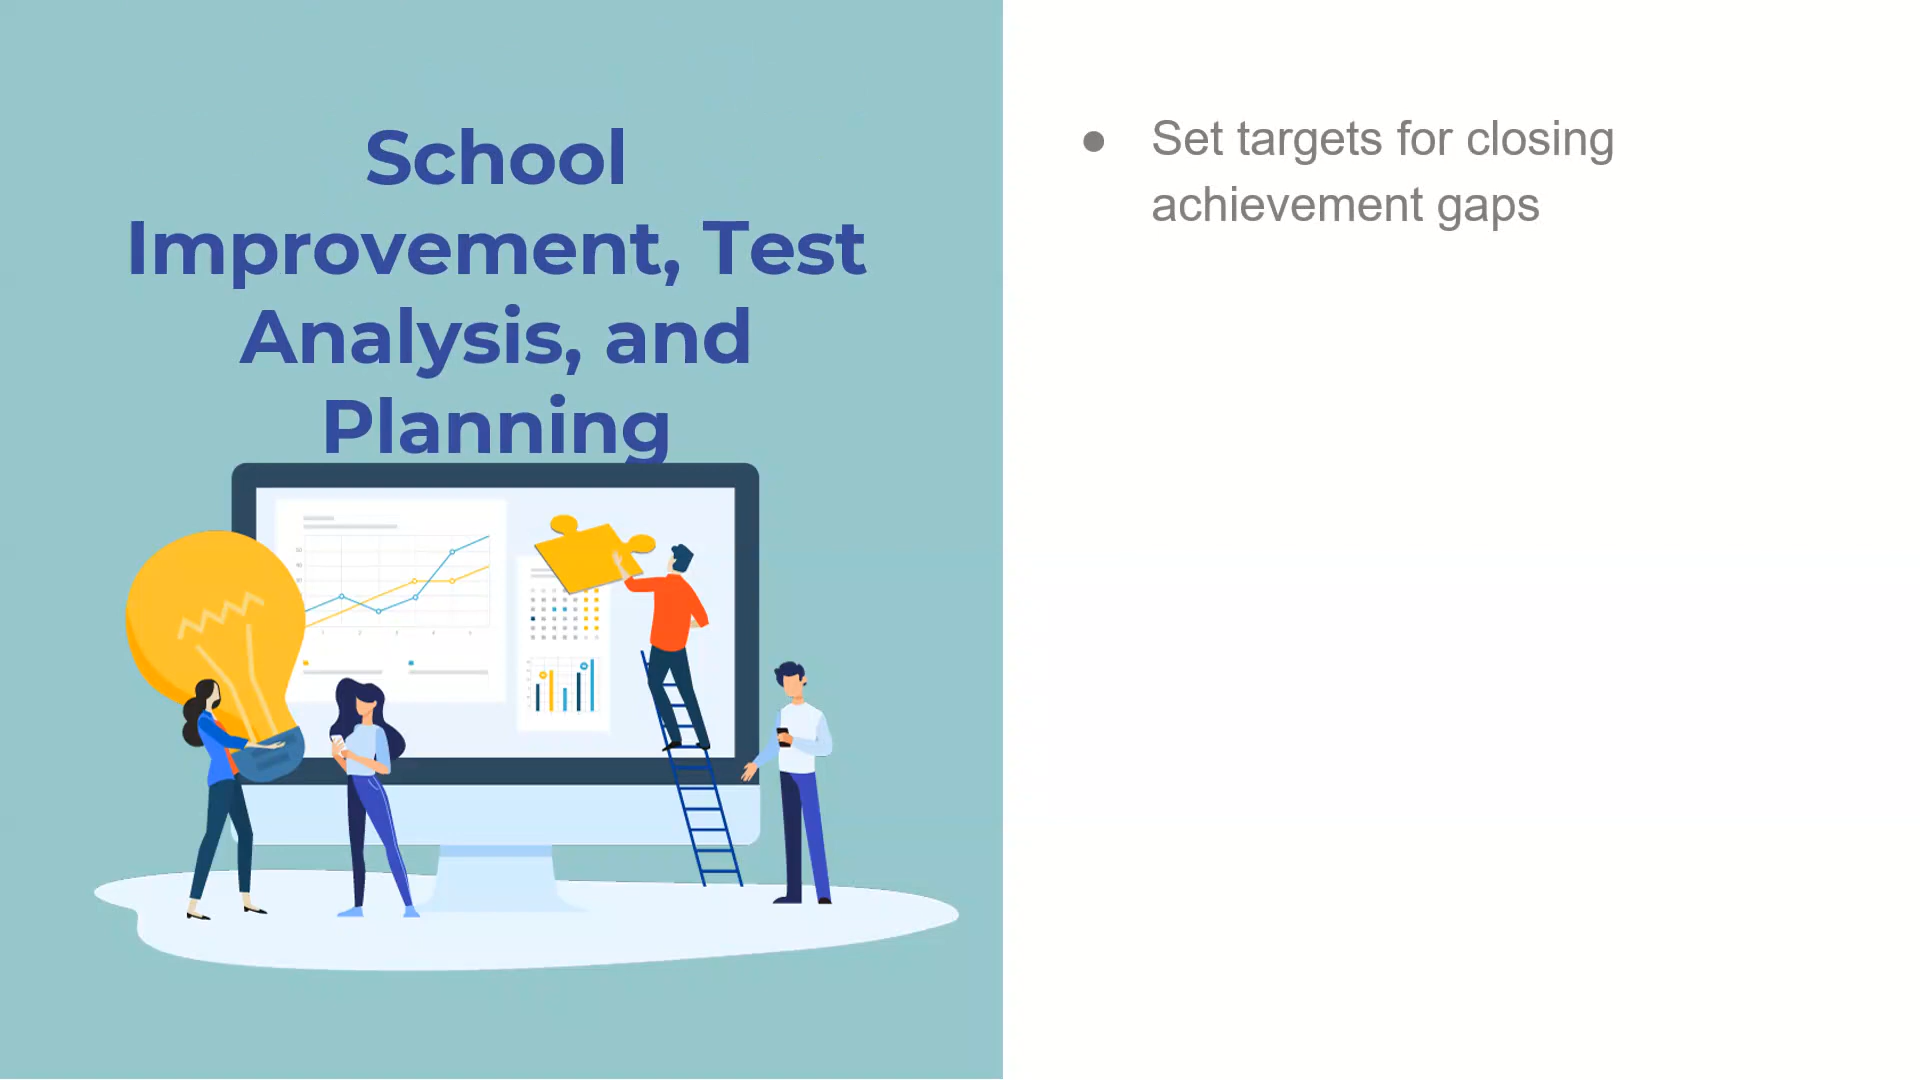 School
Improvement, Test
Analysis, and
Planning
● Set targets for closing
achievement gaps